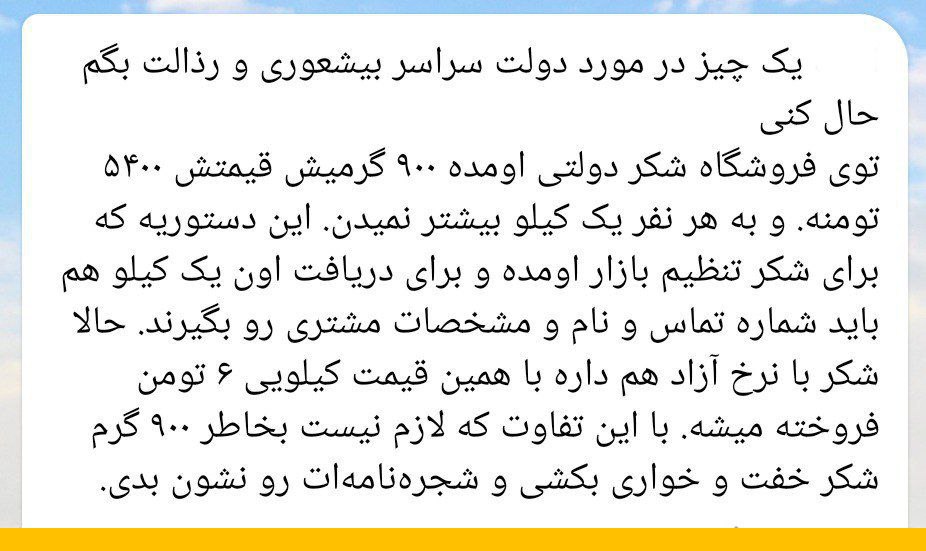 یک چیز در مورد دولت سراسر بیشعوری و رذالت بگم
حال کنی
توی فروشگاه شکر دولتی اومده ۹۰۰ گرمیش قیمتش ۵۴۰۰
تومنه. و به هر نفر یک کیلو بیشتر نمیدن. این دستوریه که
برای شکر تنظیم بازار اومده و برای دریافت اون یک کیلو هم
باید شماره تماس و نام و مشخصات مشتری رو بگیرند. حالا
شکر با نرخ آزاد هم داره با همین قیمت کیلویی ۶ تومن
فروخته میشه. با این تفاوت که لازم نیست بخاطر ۹۰۰ گرم
شکر خفت و خواری بکشی و شجره‌نامه‌ات رو نشون بدی.